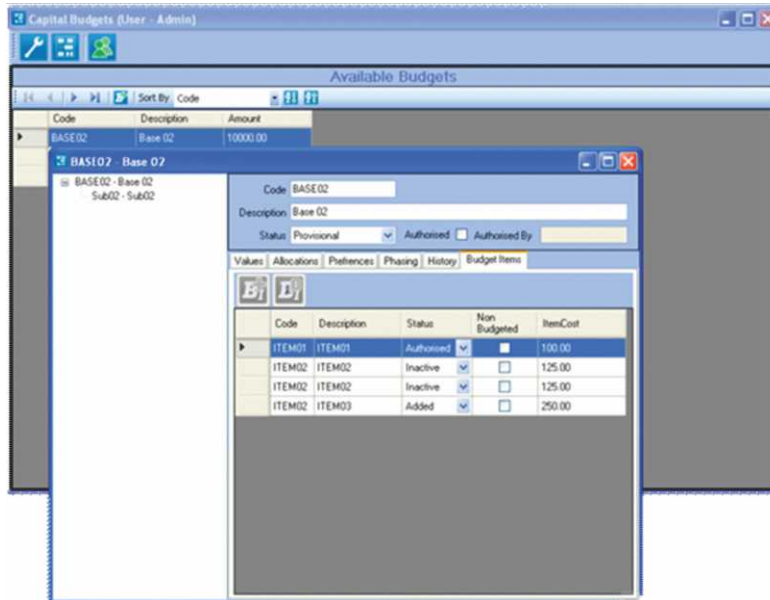 Capital Budgets (User - Admin)
Available Budgets
Sort By Code
Code Description Amount
BASE02 Base 02 10000.00
BASE02 - Base 02
BASE02 - Base 02
Sub02 - Sub02
Code BASE02
Description Base 02
Status Provisional Authorised Authorised By
Values Allocations Prefrences Phasing History Budget Items
Code Description Status Non Budgeted ItemCost
ITEM01 ITEM01 Authorised 100.00
ITEM02 ITEM02 Inactive 125.00
ITEM02 ITEM02 Inactive 125.00
ITEM02 ITEM03 Added 250.00